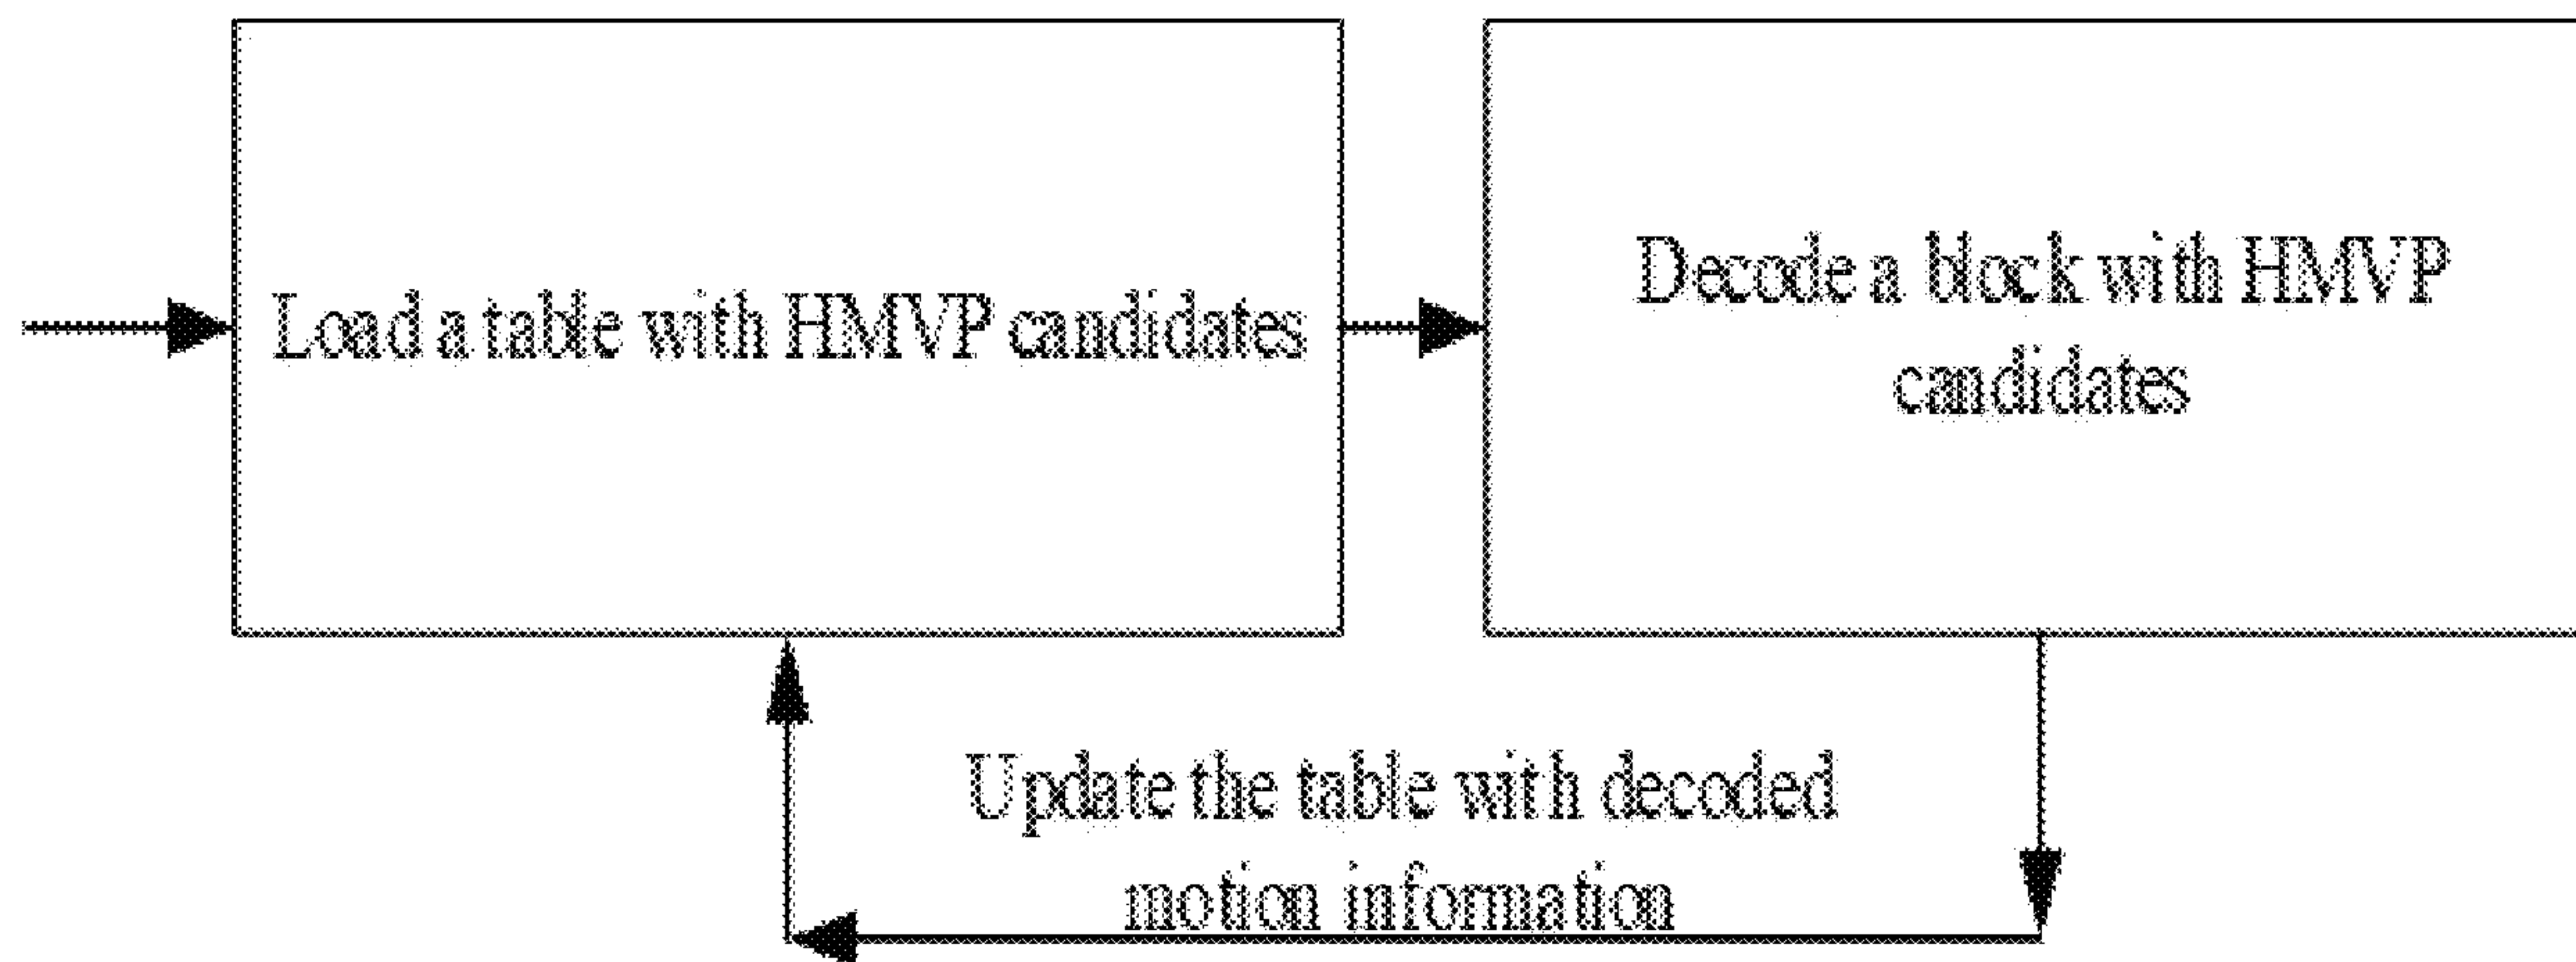 Load a table with HMVP candidates
Decode a block with HMVP
candidates
Update the table with decoded
motion information